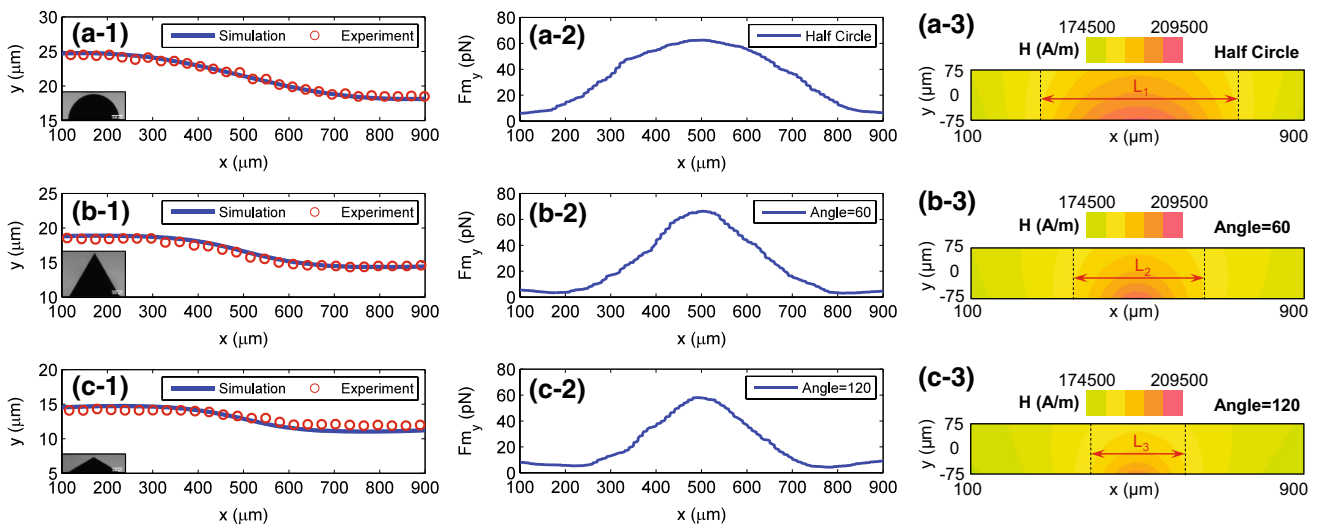 (a-1)
Simulation
Experiment
y (µm)
30
25
20
15
100 200 300 400 500 600 700 800 900
x (µm)
(a-2)
Half Circle
Fm_y (pN)
80
60
40
20
0
100 200 300 400 500 600 700 800 900
x (µm)
(a-3)
174500 209500
H (A/m)
Half Circle
y (µm)
75
0
-75
L₁
100 x (µm) 900
(b-1)
Simulation
Experiment
y (µm)
25
20
15
10
100 200 300 400 500 600 700 800 900
x (µm)
(b-2)
Angle=60
Fm_y (pN)
80
60
40
20
0
100 200 300 400 500 600 700 800 900
x (µm)
(b-3)
174500 209500
H (A/m)
Angle=60
y (µm)
75
0
-75
L₂
100 x (µm) 900
(c-1)
Simulation
Experiment
y (µm)
20
15
10
5
100 200 300 400 500 600 700 800 900
x (µm)
(c-2)
Angle=120
Fm_y (pN)
80
60
40
20
0
100 200 300 400 500 600 700 800 900
x (µm)
(c-3)
174500 209500
H (A/m)
Angle=120
y (µm)
75
0
-75
L₃
100 x (µm) 900